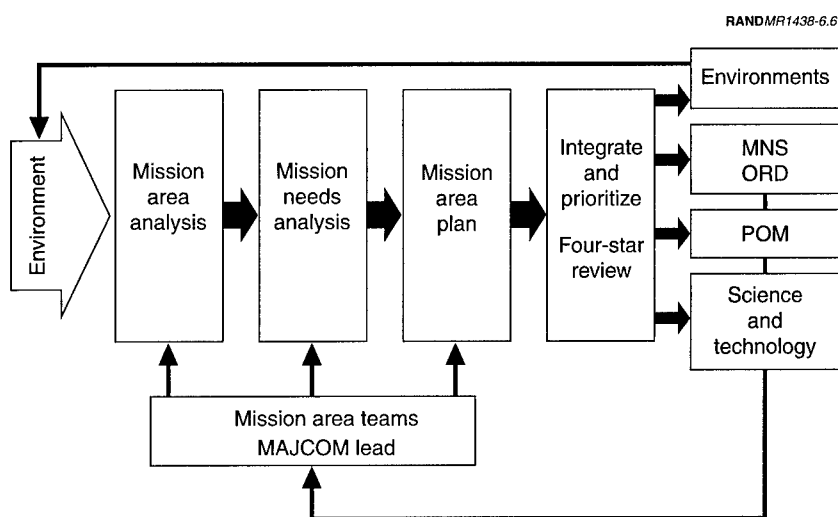 RANDMR1438-6.6
Environment
Mission
area
analysis
Mission
needs
analysis
Mission
area
plan
Integrate and
prioritize
Four-star
review
Environments
MNS
ORD
POM
Science
and
technology
Mission area teams
MAJCOM lead